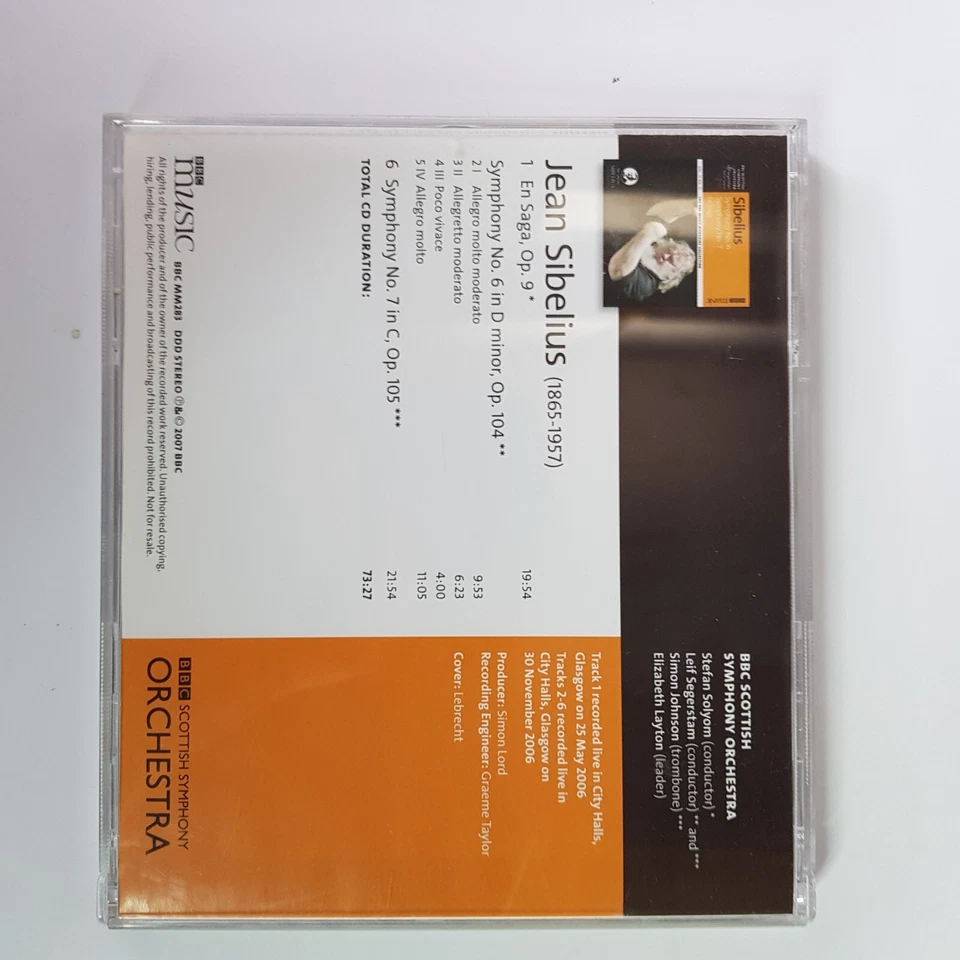 Sibelius
BBC SCOTTISH
SYMPHONY ORCHESTRA
Stefan Solyom (conductor)*
Leif Segerstam (conductor)** and ***
Simon Johnson (trombone)***
Elizabeth Layton (leader)
Jean Sibelius (1865-1957)
1 En Saga, Op. 9 * 19:54
Symphony No. 6 in D minor, Op. 104 **
2 I Allegro molto moderato 9:53
3 II Allegretto moderato 6:23
4 III Poco vivace 4:00
5 IV Allegro molto 11:05
6 Symphony No. 7 in C, Op. 105 *** 21:54
TOTAL CD DURATION: 73:27
Track 1 recorded live in City Halls,
Glasgow on 25 May 2006
Tracks 2-6 recorded live in
City Halls, Glasgow on
30 November 2006
Producer: Simon Lord
Recording Engineer: Graeme Taylor
Cover: Lebrecht
BBC
music BBC MM283 DDD STEREO ℗&© 2007 BBC
All rights of the producer and of the owner of the recorded work reserved. Unauthorised copying,
hiring, lending, public performance and broadcasting of this record prohibited. Not for resale.
BBC SCOTTISH SYMPHONY
ORCHESTRA